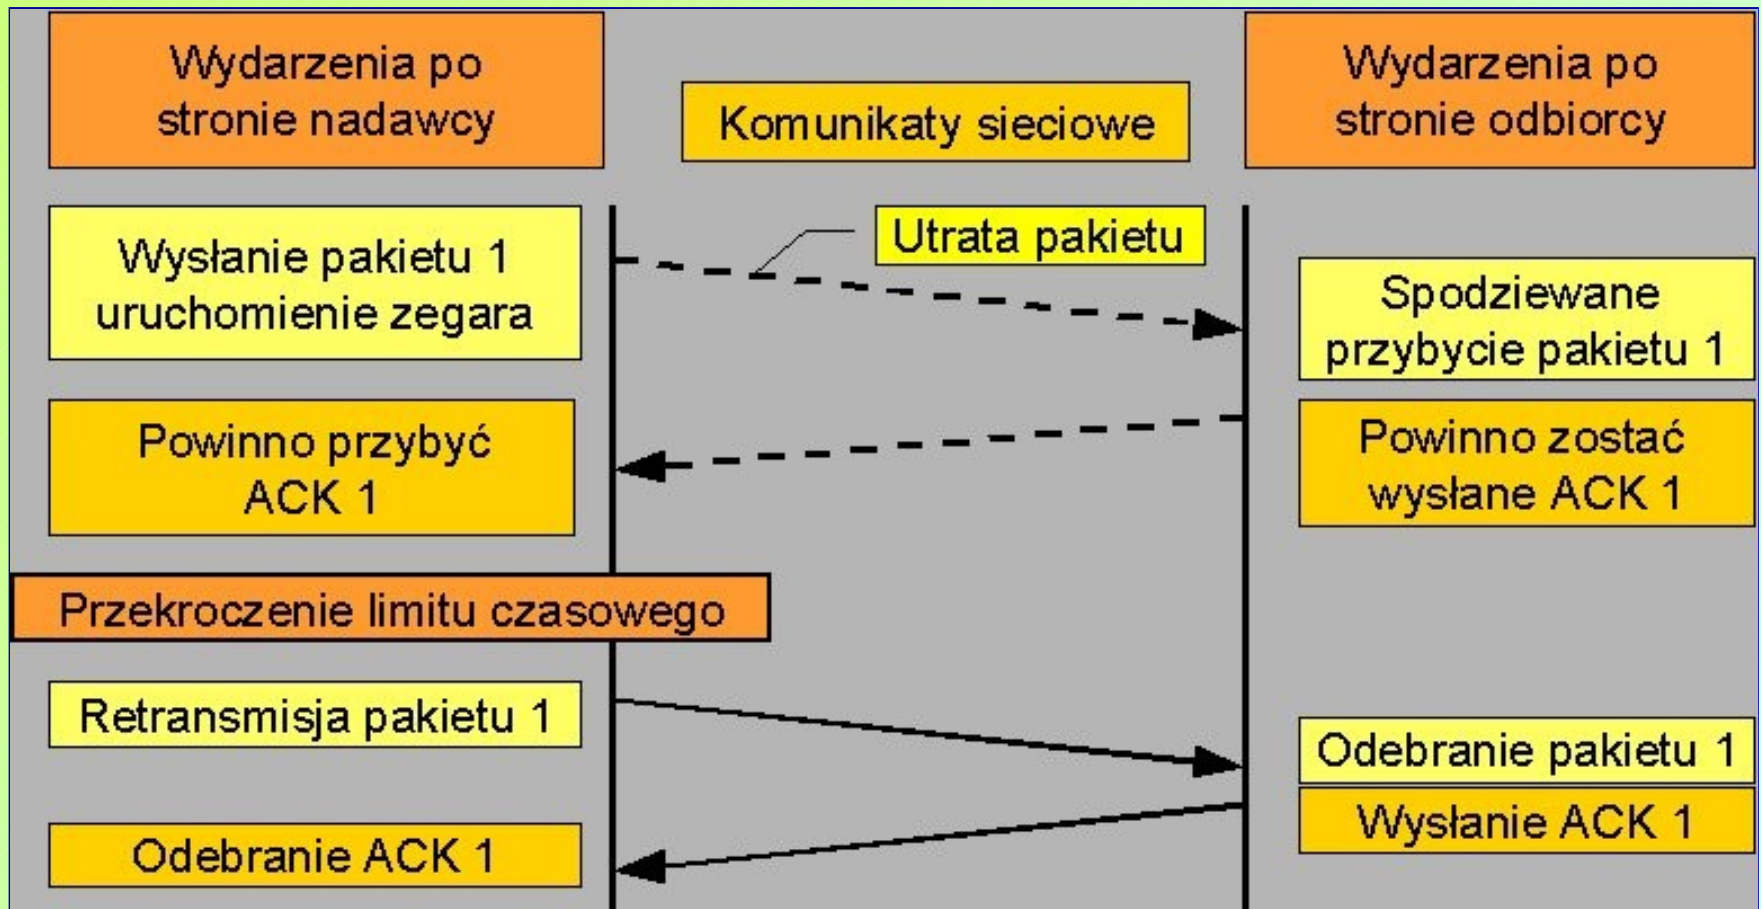 Wydarzenia po
stronie nadawcy
Komunikaty sieciowe
Wydarzenia po
stronie odbiorcy
Wysłanie pakietu 1
uruchomienie zegara
Utrata pakietu
Spodziewane
przybycie pakietu 1
Powinno przybyć
ACK 1
Powinno zostać
wysłane ACK 1
Przekroczenie limitu czasowego
Retransmisja pakietu 1
Odebranie pakietu 1
Wysłanie ACK 1
Odebranie ACK 1